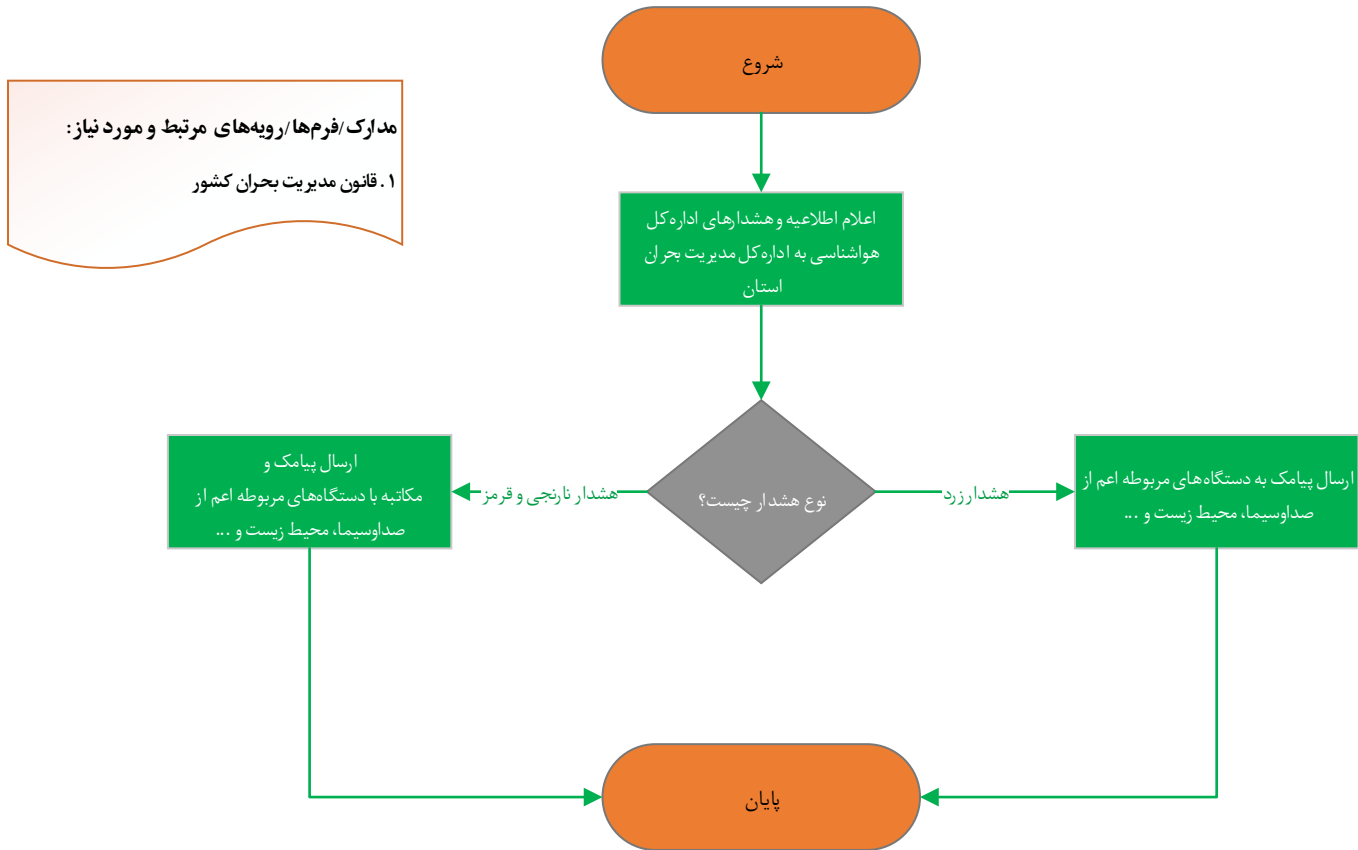 شروع
مدارک/فرم‌ها/رویه‌های مرتبط و مورد نیاز:
۱. قانون مدیریت بحران کشور
اعلام اطلاعیه و هشدارهای اداره کل
هواشناسی به اداره کل مدیریت بحران
استان
نوع هشدار چیست؟
هشدار زرد
ارسال پیامک به دستگاه‌های مربوطه اعم از
صداوسیما، محیط زیست و ...
هشدار نارنجی و قرمز
ارسال پیامک و
مکاتبه با دستگاه‌های مربوطه اعم از
صداوسیما، محیط زیست و ...
پایان